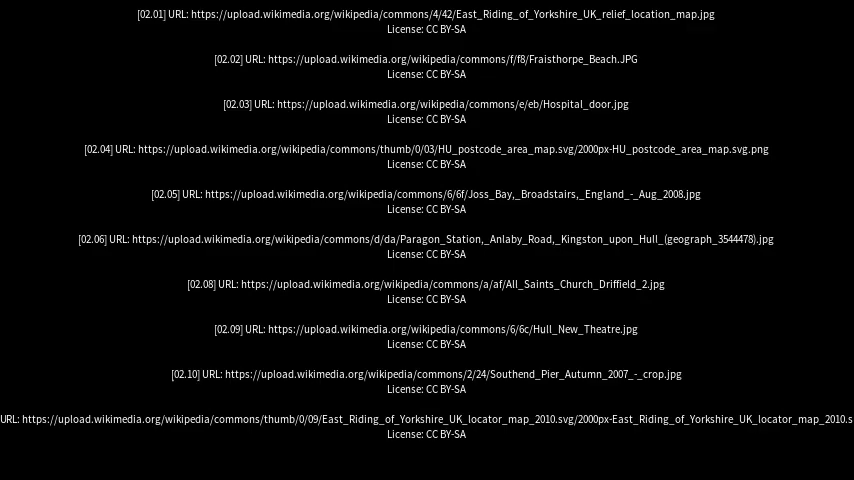 [02.01] URL: https://upload.wikimedia.org/wikipedia/commons/4/42/East_Riding_of_Yorkshire_UK_relief_location_map.jpg
License: CC BY-SA
[02.02] URL: https://upload.wikimedia.org/wikipedia/commons/f/f8/Fraisthorpe_Beach.JPG
License: CC BY-SA
[02.03] URL: https://upload.wikimedia.org/wikipedia/commons/e/eb/Hospital_door.jpg
License: CC BY-SA
[02.04] URL: https://upload.wikimedia.org/wikipedia/commons/thumb/0/03/HU_postcode_area_map.svg/2000px-HU_postcode_area_map.svg.png
License: CC BY-SA
[02.05] URL: https://upload.wikimedia.org/wikipedia/commons/6/6f/Joss_Bay,_Broadstairs,_England_-_Aug_2008.jpg
License: CC BY-SA
[02.06] URL: https://upload.wikimedia.org/wikipedia/commons/d/da/Paragon_Station,_Anlaby_Road,_Kingston_upon_Hull_(geograph_3544478).jpg
License: CC BY-SA
[02.08] URL: https://upload.wikimedia.org/wikipedia/commons/a/af/All_Saints_Church_Driffield_2.jpg
License: CC BY-SA
[02.09] URL: https://upload.wikimedia.org/wikipedia/commons/6/6c/Hull_New_Theatre.jpg
License: CC BY-SA
[02.10] URL: https://upload.wikimedia.org/wikipedia/commons/2/24/Southend_Pier_Autumn_2007_-_crop.jpg
License: CC BY-SA
URL: https://upload.wikimedia.org/wikipedia/commons/thumb/0/09/East_Riding_of_Yorkshire_UK_locator_map_2010.svg/2000px-East_Riding_of_Yorkshire_UK_locator_map_2010.s
License: CC BY-SA